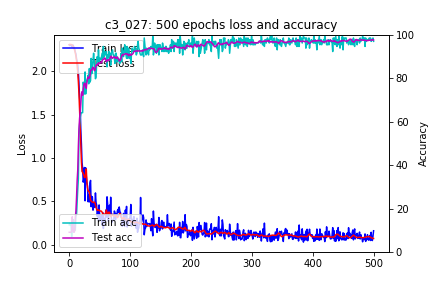 c3_027: 500 epochs loss and accuracy
Train loss
Test loss
Train acc
Test acc
Loss
Accuracy
2.0
1.5
1.0
0.5
0.0
100
80
60
40
20
0
0 100 200 300 400 500